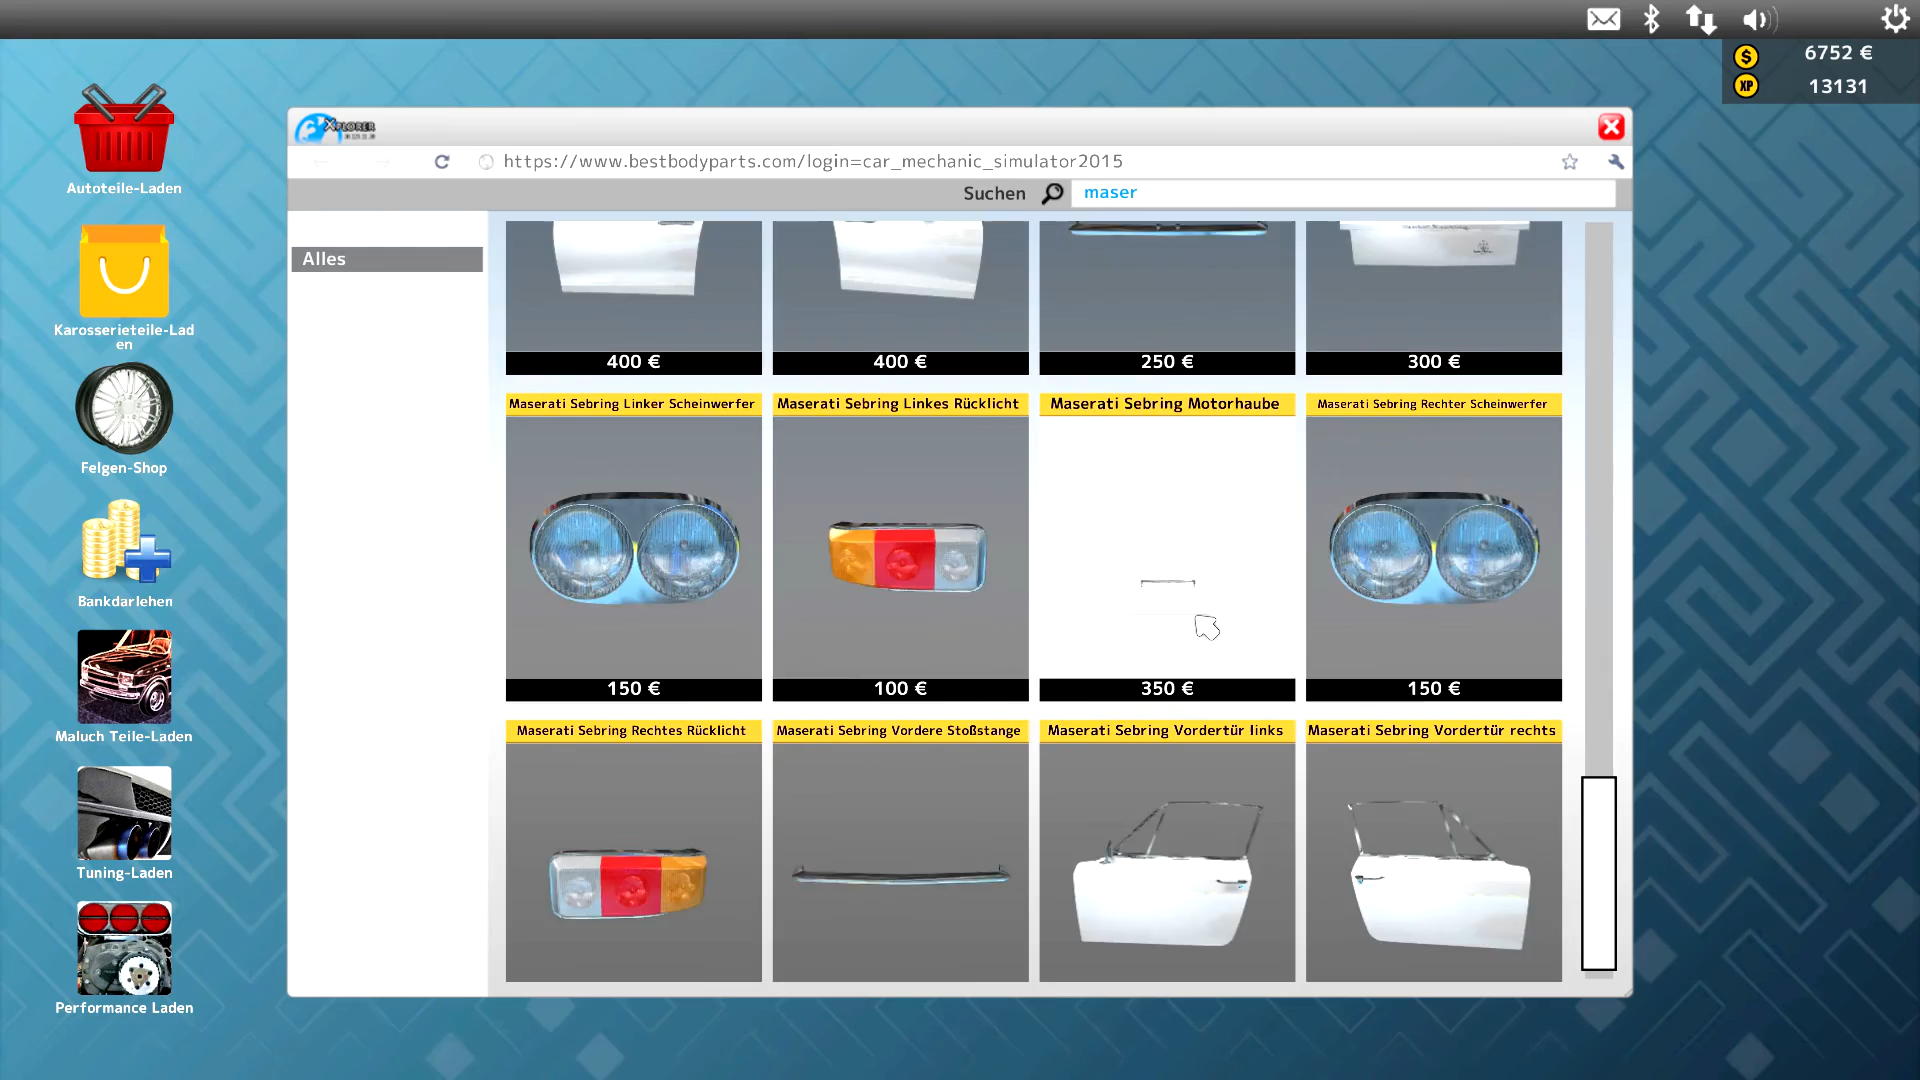 6752 €
XP
13131
XPLORER
https://www.bestbodyparts.com/login=car_mechanic_simulator2015
Suchen
maser
Alles
Autoteile-Laden
Karosserieteile-Lad
en
Felgen-Shop
Bankdarlehen
Maluch Teile-Laden
Tuning-Laden
Performance Laden
400 €
400 €
250 €
300 €
Maserati Sebring Linker Scheinwerfer
Maserati Sebring Linkes Rücklicht
Maserati Sebring Motorhaube
Maserati Sebring Rechter Scheinwerfer
150 €
100 €
350 €
150 €
Maserati Sebring Rechtes Rücklicht
Maserati Sebring Vordere Stoßstange
Maserati Sebring Vordertür links
Maserati Sebring Vordertür rechts